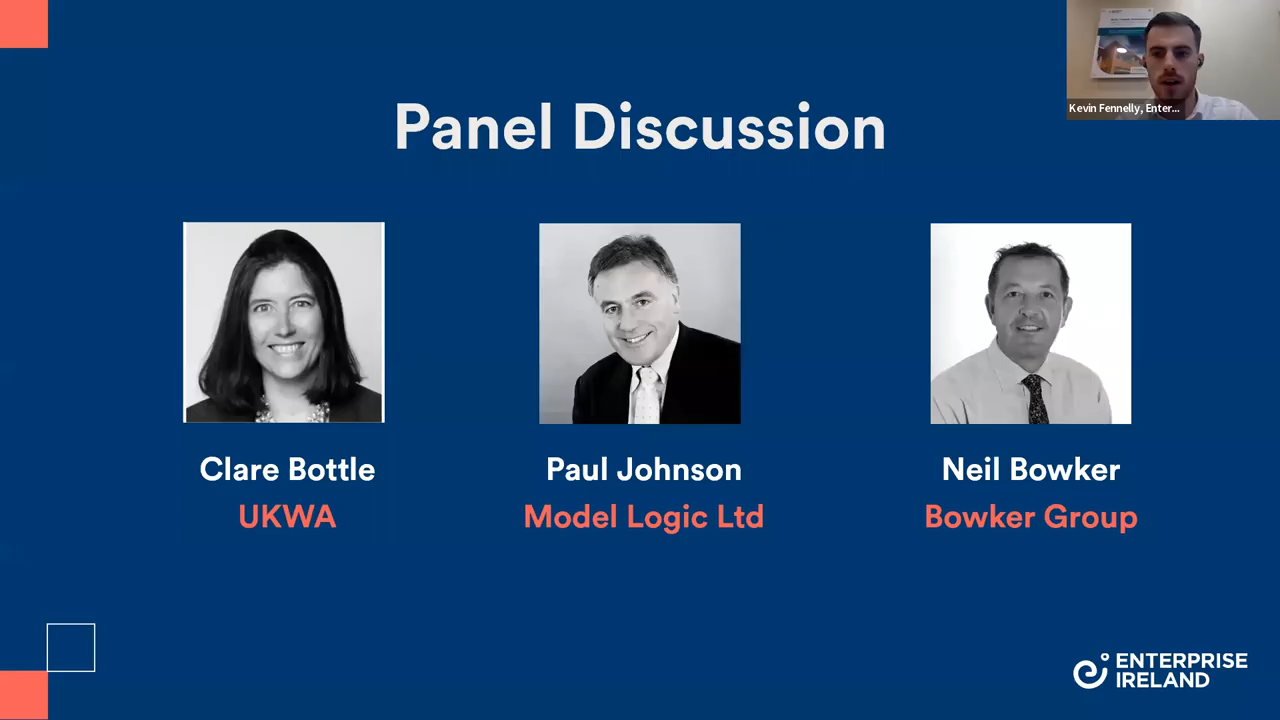 Kevin Fennelly, Enter...
Panel Discussion
Clare Bottle
UKWA
Paul Johnson
Model Logic Ltd
Neil Bowker
Bowker Group
ENTERPRISE
IRELAND